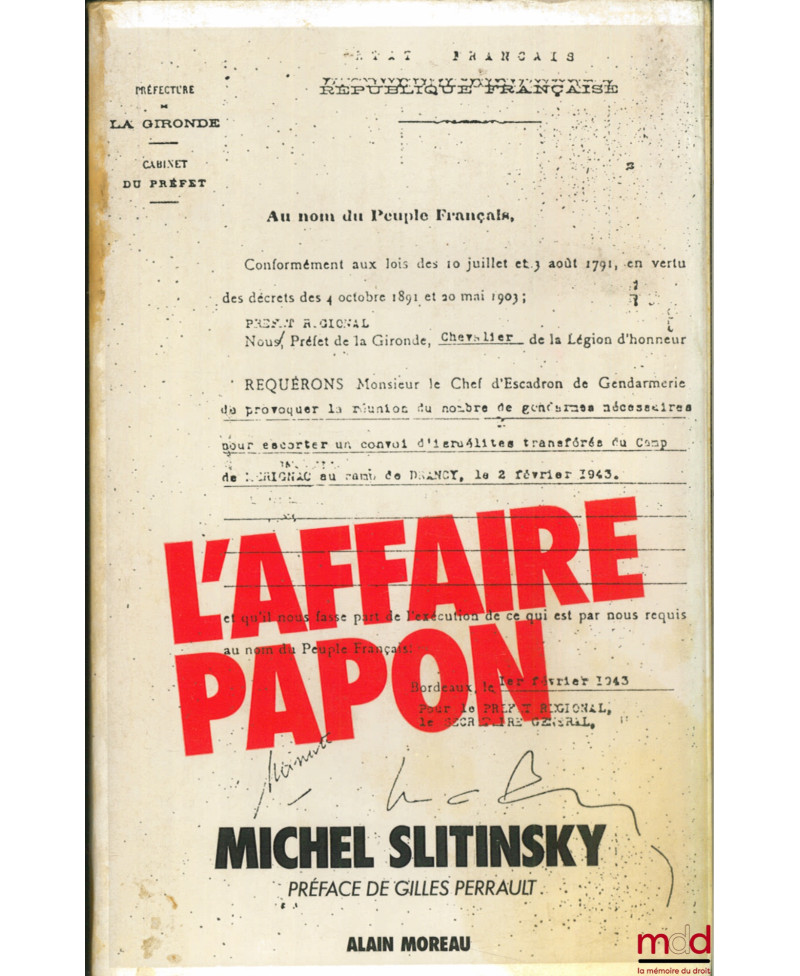 ETAT FRANCAIS
RÉPUBLIQUE FRANÇAISE
PRÉFECTURE
DE
LA GIRONDE
CABINET
DU PRÉFET
Au nom du Peuple Français,
Conformément aux lois des 10 juillet et 3 août 1791, en vertu
des décrets des 4 octobre 1891 et 20 mai 1903 ;
PREFET REGIONAL
Nous, Préfet de la Gironde, Chevalier de la Légion d'honneur
REQUÉRONS Monsieur le Chef d'Escadron de Gendarmerie
de provoquer la réunion du nombre de gendarmes nécessaires
pour escorter un convoi d'israélites transférés du Camp
de MERIGNAC au camp de DRANCY, le 2 février 1943.
L'AFFAIRE
PAPON
et qu'il nous fasse part de l'exécution de ce qui est par nous requis
au nom du Peuple Français.
Bordeaux, le 1er février 1943
Pour le PREFET REGIONAL,
le SECRETAIRE GENERAL,
Minute
MICHEL SLITINSKY
PRÉFACE DE GILLES PERRAULT
ALAIN MOREAU
mdd
la mémoire du droit